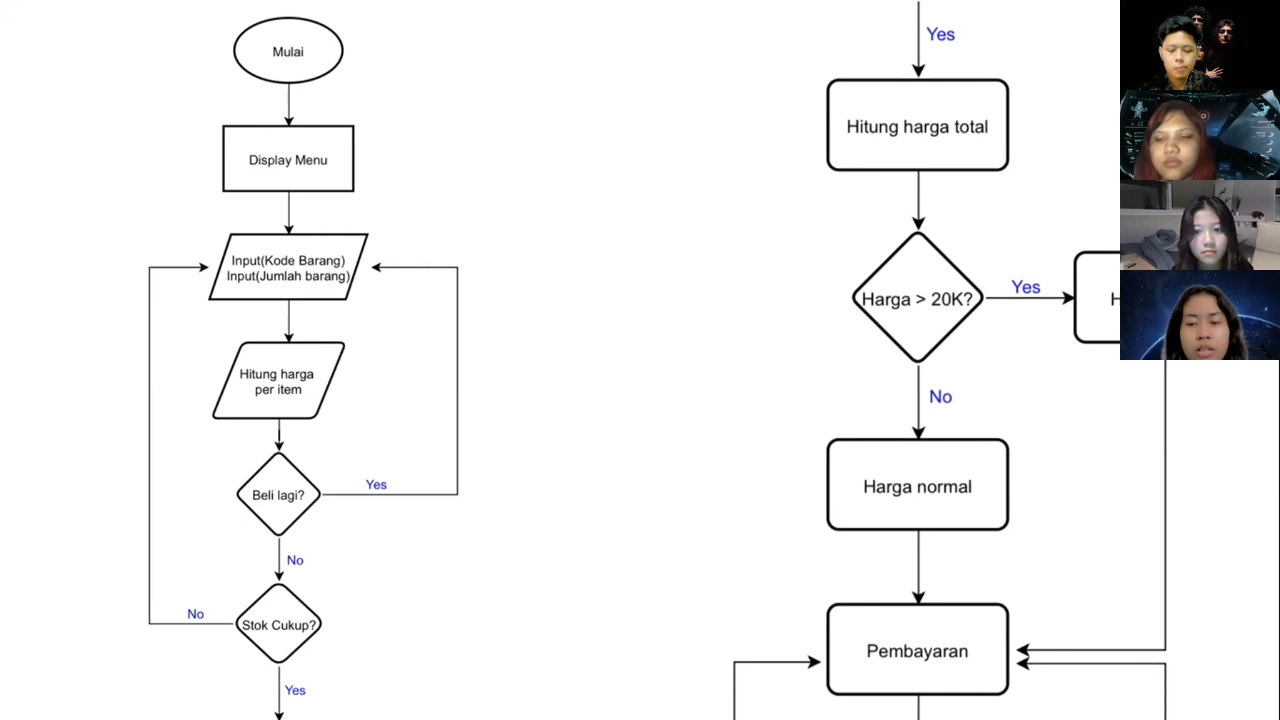 Mulai
Display Menu
Input(Kode Barang)
Input(Jumlah barang)
Hitung harga
per item
Beli lagi?
Yes
No
Stok Cukup?
No
Yes
Yes
Hitung harga total
Harga > 20K?
Yes
H
No
Harga normal
Pembayaran